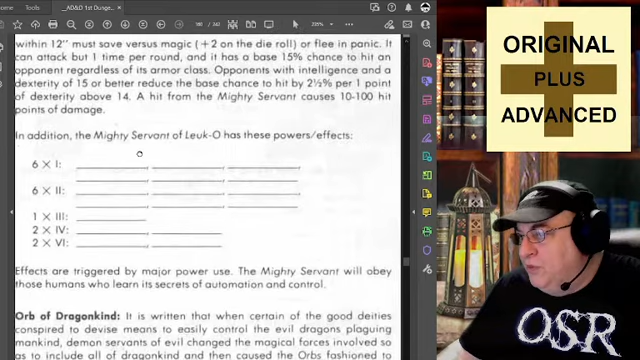 Home
Tools
_AD&D 1st Dunge...
235%
within 12" must save versus magic (+2 on the die roll) or flee in panic. It
can attack but 1 time per round, and it has a base 15% chance to hit an
opponent regardless of its armor class. Opponents with intelligence and a
dexterity of 15 or better reduce the base chance to hit by 2½% per 1 point
of dexterity above 14. A hit from the Mighty Servant causes 10-100 hit
points of damage.
In addition, the Mighty Servant of Leuk-O has these powers/effects:
6 × I:
6 × II:
1 × III:
2 × IV:
2 × VI:
Effects are triggered by major power use. The Mighty Servant will obey
those humans who learn its secrets of automation and control.
Orb of Dragonkind: It is written that when certain of the good deities
conspired to devise means to easily control the evil dragons plaguing
mankind, demon servants of evil changed the magical forces involved so
as to include all of dragonkind and then caused the Orbs fashioned to
ORIGINAL
PLUS
ADVANCED
OSR